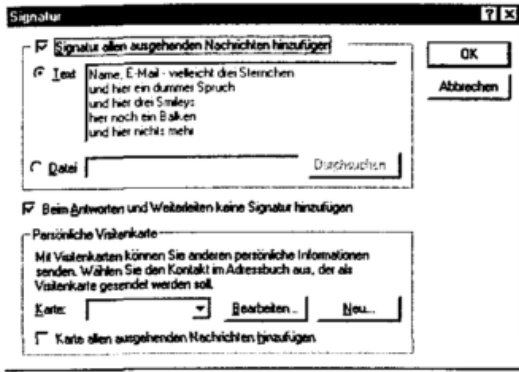 Signatur
Signatur allen ausgehenden Nachrichten hinzufügen
OK
Text
Name, E-Mail - vielleicht drei Sternchen
und hier ein dummer Spruch
und hier drei Smileys
hier noch ein Balken
und hier nichts mehr
Abbrechen
Datei
Durchsuchen
Beim Antworten und Weiterleiten keine Signatur hinzufügen
Persönliche Visitenkarte
Mit Visitenkarten können Sie anderen persönliche Informationen
senden. Wählen Sie den Kontakt im Adressbuch aus, der als
Visitenkarte gesendet werden soll.
Karte:
Bearbeiten...
Neu...
Karte allen ausgehenden Nachrichten hinzufügen